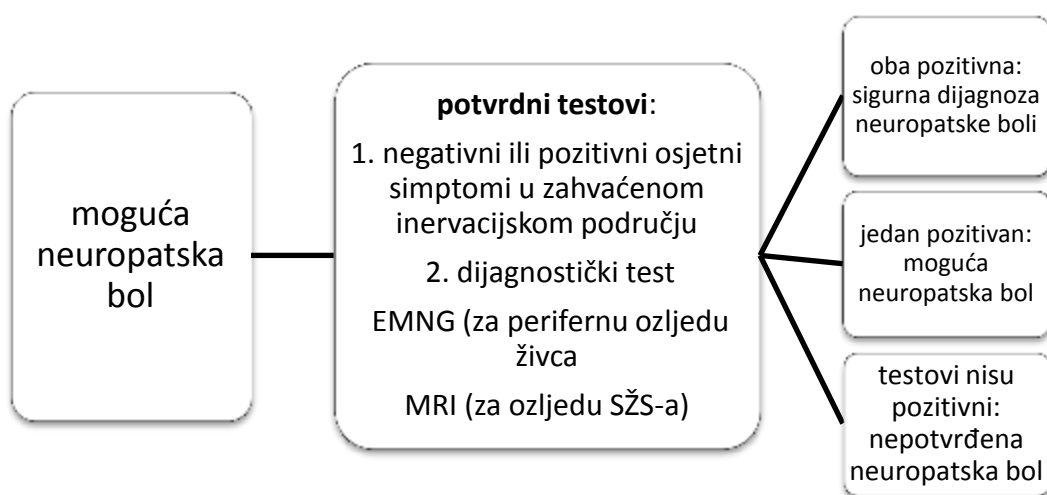 moguća
neuropatska
bol
potvrdni testovi:
1. negativni ili pozitivni osjetni
simptomi u zahvaćenom
inervacijskom području
2. dijagnostički test
EMNG (za perifernu ozljedu
živca
MRI (za ozljedu SŽS-a)
oba pozitivna:
sigurna dijagnoza
neuropatske boli
jedan pozitivan:
moguća
neuropatska bol
testovi nisu
pozitivni:
nepotvrđena
neuropatska bol